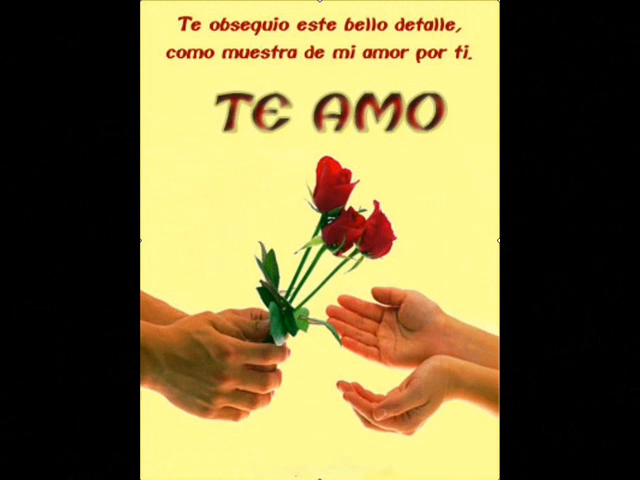 Te obsequio este bello detalle,
como muestra de mi amor por ti.
TE AMO